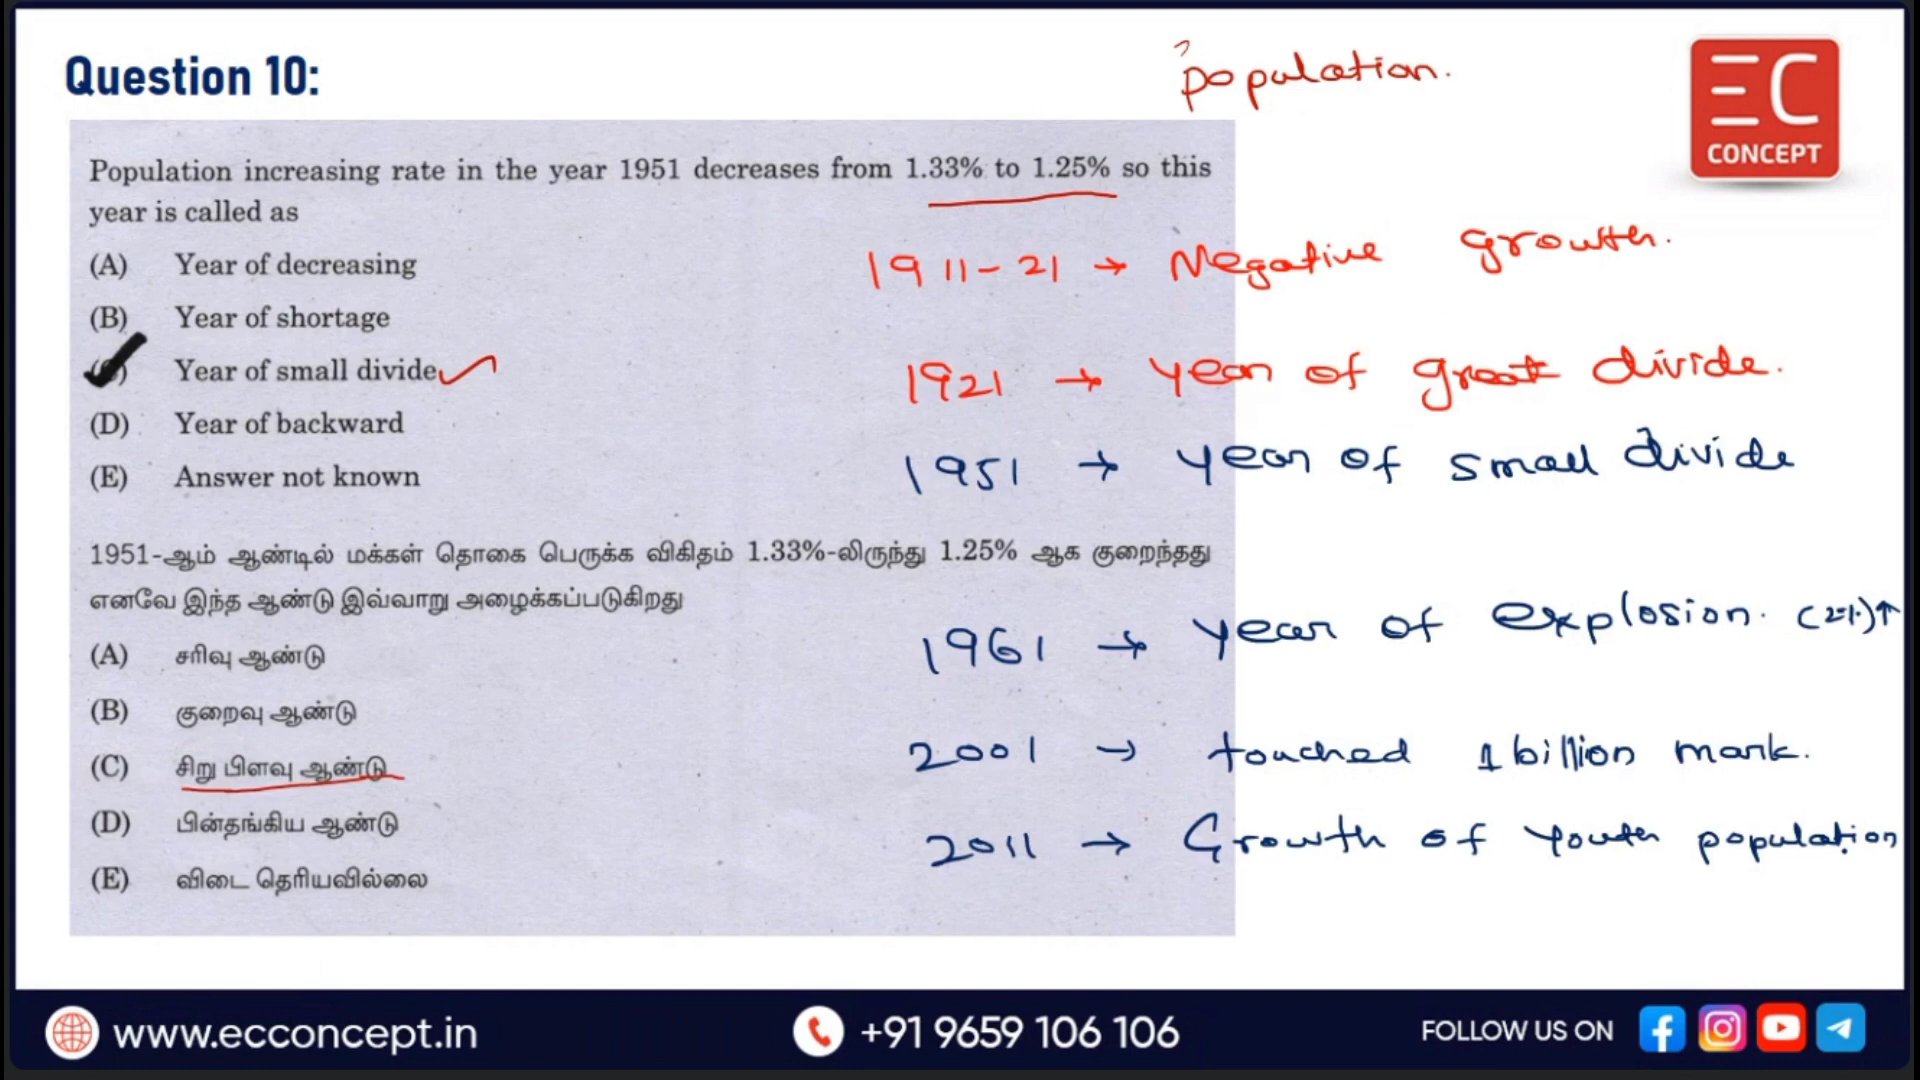 Question 10:
population.
EC
CONCEPT
Population increasing rate in the year 1951 decreases from 1.33% to 1.25% so this
year is called as
(A) Year of decreasing
(B) Year of shortage
Year of small divide
(D) Year of backward
(E) Answer not known
1911-21 → Negative growth.
1921 → Year of great divide.
1951 → Year of small divide
1961 → Year of explosion. (2%)↑
2001 → touched 1 billion mark.
2011 → Growth of Youth population
1951-ஆம் ஆண்டில் மக்கள் தொகை பெருக்க விகிதம் 1.33%-லிருந்து 1.25% ஆக குறைந்தது
எனவே இந்த ஆண்டு இவ்வாறு அழைக்கப்படுகிறது
(A) சரிவு ஆண்டு
(B) குறைவு ஆண்டு
(C) சிறு பிளவு ஆண்டு
(D) பின்தங்கிய ஆண்டு
(E) விடை தெரியவில்லை
www.ecconcept.in
+91 9659 106 106
FOLLOW US ON